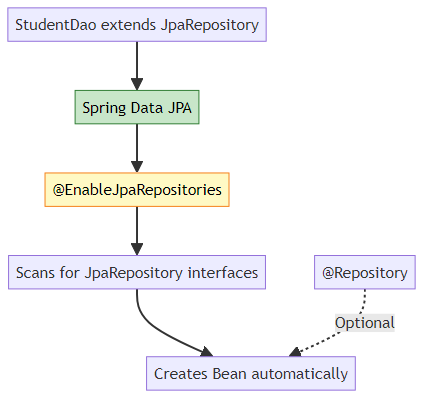 StudentDao extends JpaRepository
Spring Data JPA
@EnableJpaRepositories
Scans for JpaRepository interfaces
@Repository
Optional
Creates Bean automatically